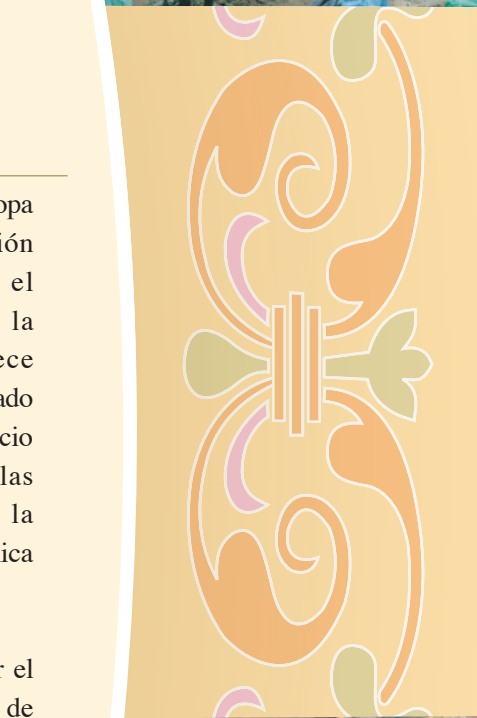 opa
ión
el
la
ece
ado
cio
las
la
ica
r el
de